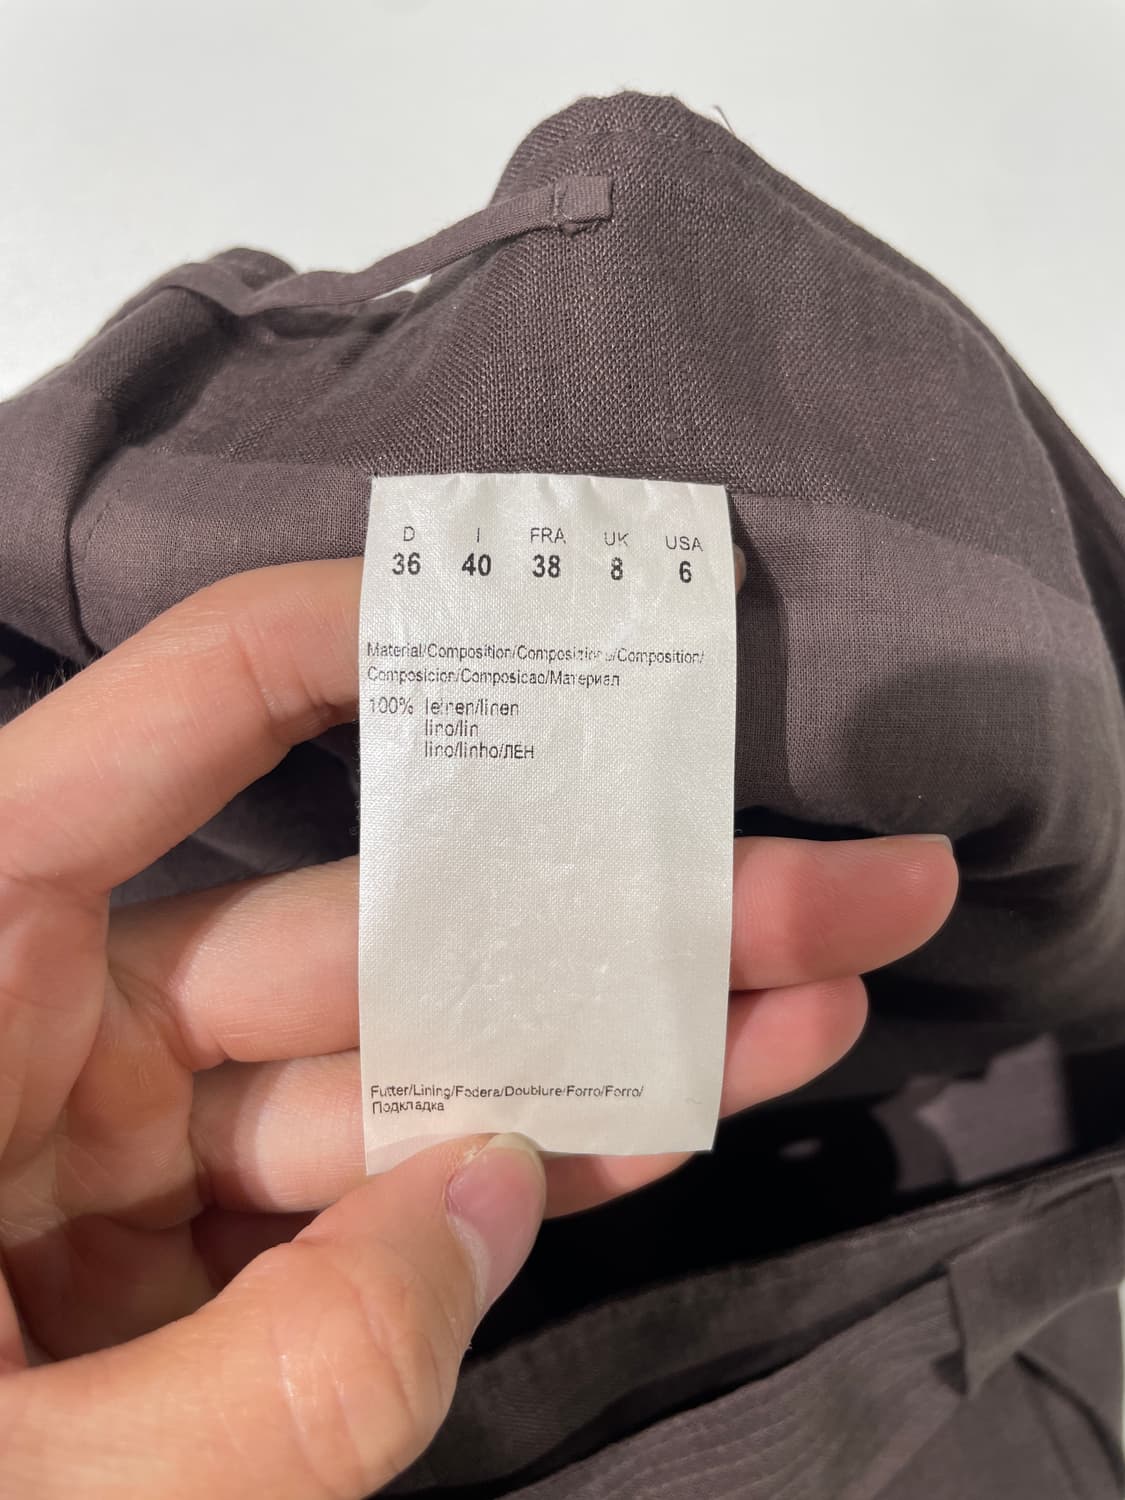 D I FRA UK USA
36 40 38 8 6
Material/Composition/Composizione/Composition/
Composicion/Composicao/Материал
100% leinen/linen
lino/lin
lino/linho/ЛЕН
Futter/Lining/Fodera/Doublure/Forro/Forro/
Подкладка